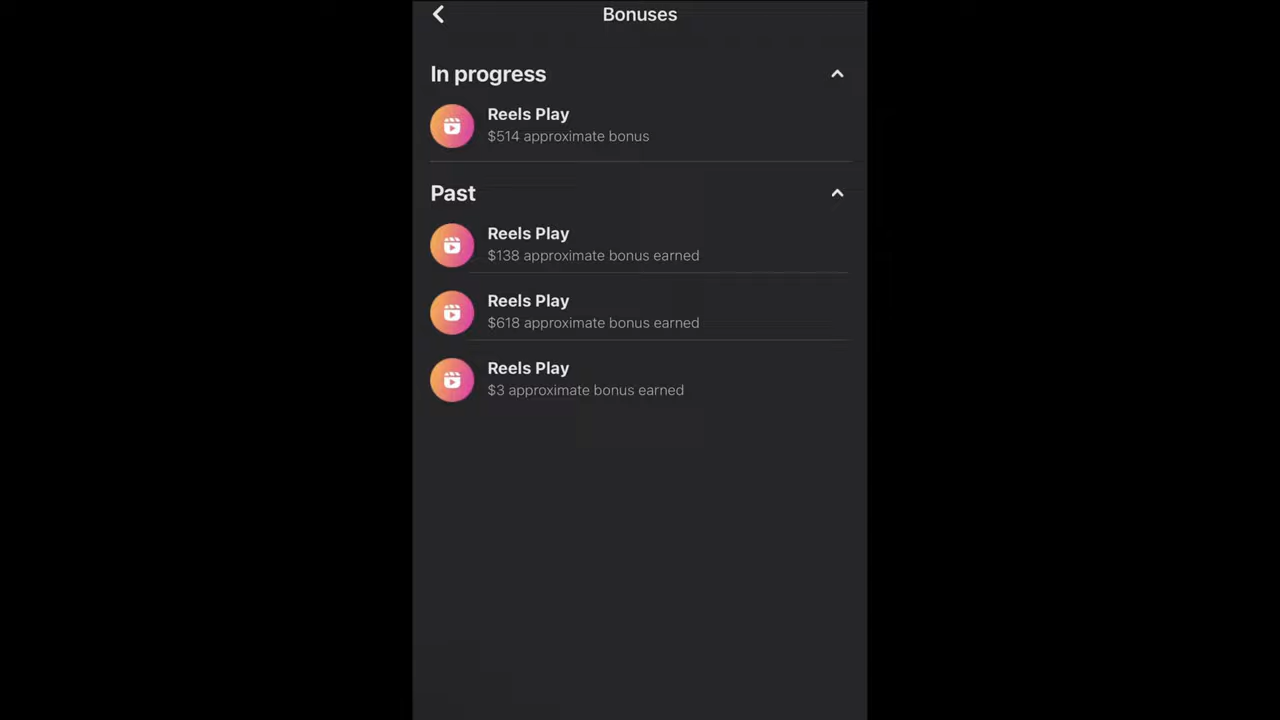 Bonuses
In progress
Reels Play
$514 approximate bonus
Past
Reels Play
$138 approximate bonus earned
Reels Play
$618 approximate bonus earned
Reels Play
$3 approximate bonus earned